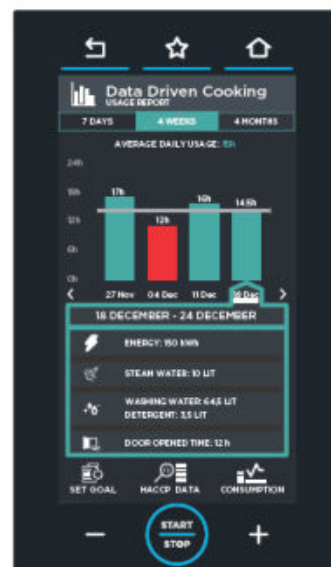 Data Driven Cooking
USAGE REPORT
7 DAYS 4 WEEKS 4 MONTHS
AVERAGE DAILY USAGE: 15h
24h
18h
12h
6h
0h
17h 12h 16h 14.5h
27 Nov 04 Dec 11 Dec 18 Dec
18 DECEMBER - 24 DECEMBER
ENERGY: 150 kWh
STEAM WATER: 10 LIT
WASHING WATER: 64,5 LIT
DETERGENT: 3,5 LIT
DOOR OPENED TIME: 12 h
SET GOAL HACCP DATA CONSUMPTION
START
STOP